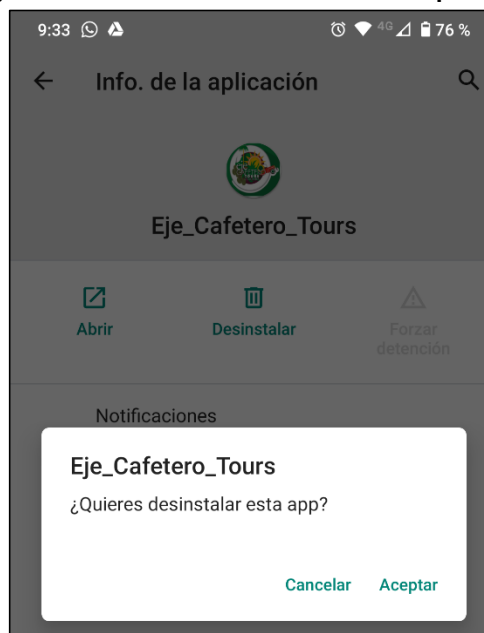 9:33 4G 76 %
Info. de la aplicación
Eje_Cafetero_Tours
Abrir Desinstalar Forzar
detención
Notificaciones
Eje_Cafetero_Tours
¿Quieres desinstalar esta app?
Cancelar Aceptar